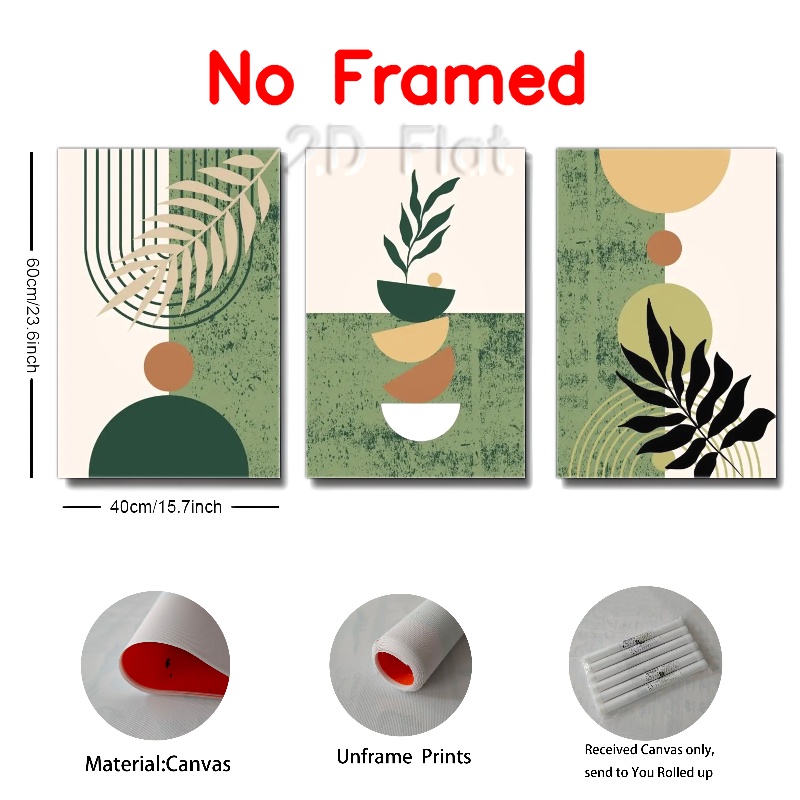 No Framed
2D Flat
60cm/23.6inch
40cm/15.7inch
Material:Canvas
Unframe Prints
Received Canvas only,
send to You Rolled up